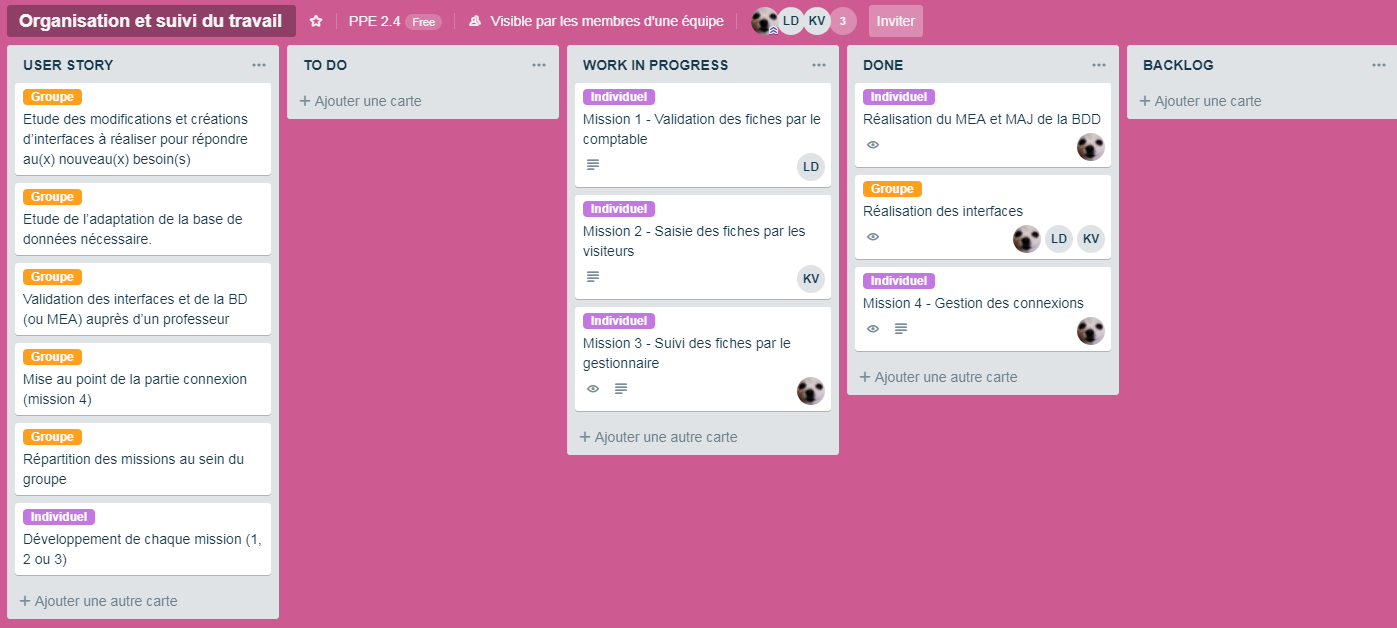 Organisation et suivi du travail
PPE 2.4 Free
Visible par les membres d'une équipe
LD KV 3
Inviter
USER STORY
Groupe
Etude des modifications et créations
d'interfaces à réaliser pour répondre
au(x) nouveau(x) besoin(s)
Groupe
Etude de l'adaptation de la base de
données nécessaire.
Groupe
Validation des interfaces et de la BD
(ou MEA) auprès d'un professeur
Groupe
Mise au point de la partie connexion
(mission 4)
Groupe
Répartition des missions au sein du
groupe
Individuel
Développement de chaque mission (1,
2 ou 3)
+ Ajouter une autre carte
TO DO
+ Ajouter une carte
WORK IN PROGRESS
Individuel
Mission 1 - Validation des fiches par le
comptable
LD
Individuel
Mission 2 - Saisie des fiches par les
visiteurs
KV
Individuel
Mission 3 - Suivi des fiches par le
gestionnaire
+ Ajouter une autre carte
DONE
Individuel
Réalisation du MEA et MAJ de la BDD
Groupe
Réalisation des interfaces
LD KV
Individuel
Mission 4 - Gestion des connexions
+ Ajouter une autre carte
BACKLOG
+ Ajouter une carte